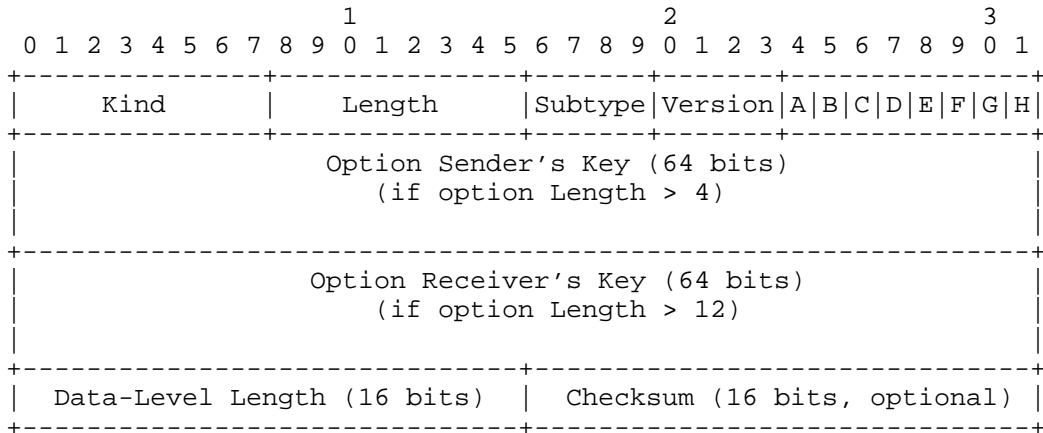 1                   2                   3
 0 1 2 3 4 5 6 7 8 9 0 1 2 3 4 5 6 7 8 9 0 1 2 3 4 5 6 7 8 9 0 1
+---------------+---------------+-------+-------+---------------+
|     Kind      |    Length     |Subtype|Version|A|B|C|D|E|F|G|H|
+---------------+---------------+-------+-------+---------------+
|                   Option Sender’s Key (64 bits)               |
|                      (if option Length > 4)                   |
|                                                               |
+---------------------------------------------------------------+
|                  Option Receiver’s Key (64 bits)              |
|                      (if option Length > 12)                  |
|                                                               |
+-------------------------------+-------------------------------+
|  Data-Level Length (16 bits)  |  Checksum (16 bits, optional) |
+-------------------------------+-------------------------------+